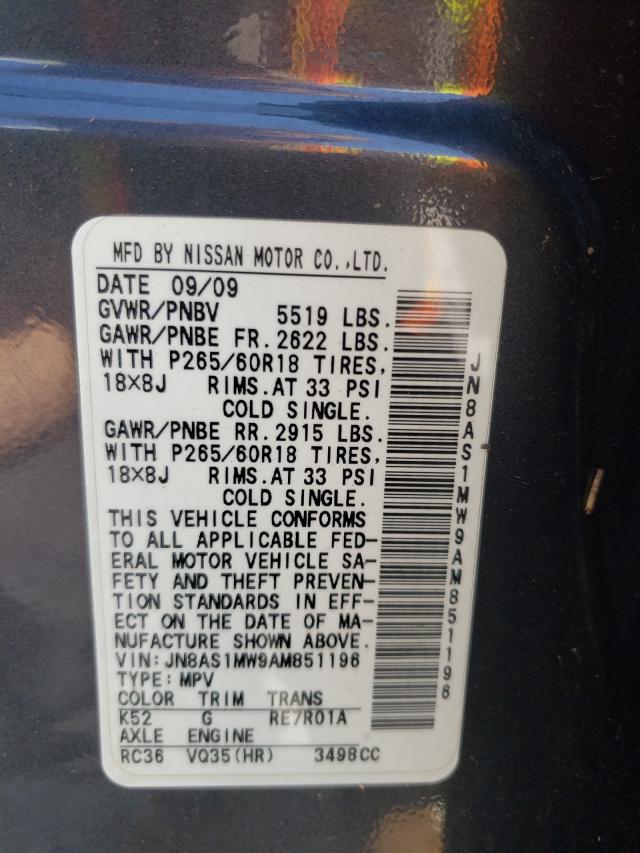 MFD BY NISSAN MOTOR CO.,LTD.
DATE 09/09
GVWR/PNBV 5519 LBS.
GAWR/PNBE FR. 2622 LBS.
WITH P265/60R18 TIRES,
18X8J RIMS. AT 33 PSI
COLD SINGLE.
GAWR/PNBE RR. 2915 LBS.
WITH P265/60R18 TIRES,
18X8J RIMS. AT 33 PSI
COLD SINGLE.
THIS VEHICLE CONFORMS
TO ALL APPLICABLE FED-
ERAL MOTOR VEHICLE SA-
FETY AND THEFT PREVEN-
TION STANDARDS IN EFF-
ECT ON THE DATE OF MA-
NUFACTURE SHOWN ABOVE.
VIN: JN8AS1MW9AM851196
TYPE: MPV
COLOR TRIM TRANS
K52 G RE7R01A
AXLE ENGINE
RC36 VQ35(HR) 3498CC
JN8AS1MW9AM851196